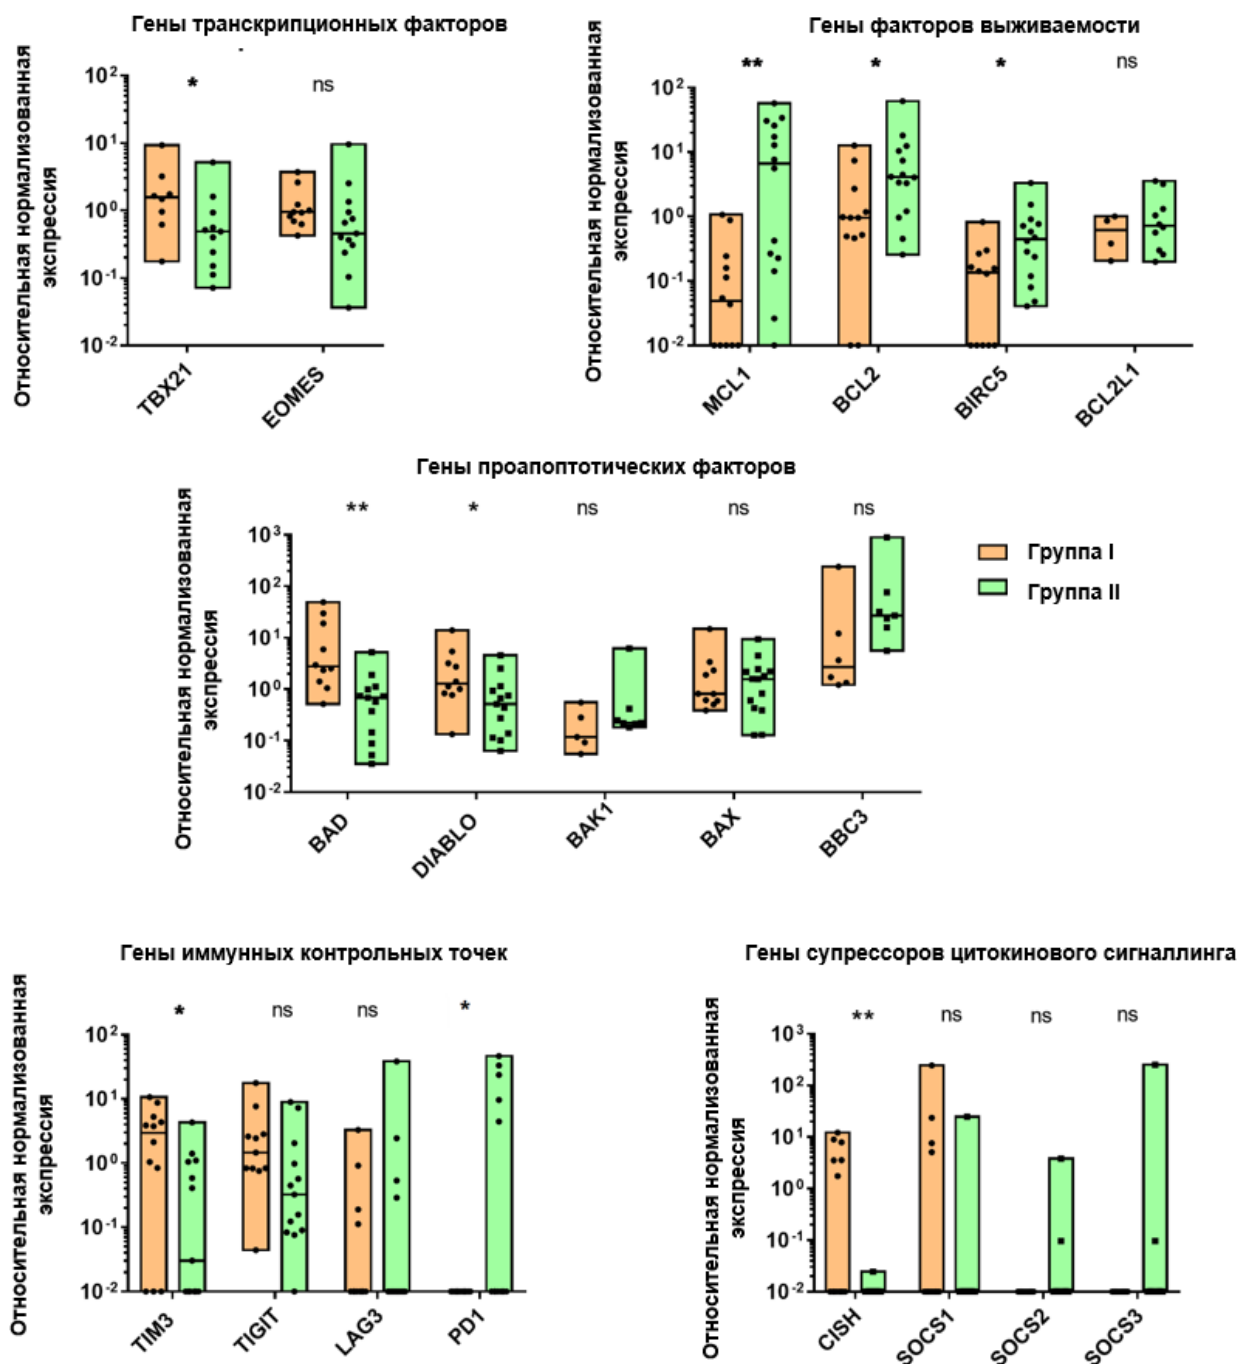 Гены транскрипционных факторов
Относительная нормализованная
экспрессия
* ns
10²
10¹
10⁰
10⁻¹
10⁻²
TBX21 EOMES
Гены факторов выживаемости
Относительная нормализованная
экспрессия
** * * ns
10²
10¹
10⁰
10⁻¹
10⁻²
MCL1 BCL2 BIRC5 BCL2L1
Гены проапоптотических факторов
Относительная нормализованная
экспрессия
** * ns ns ns
10³
10²
10¹
10⁰
10⁻¹
10⁻²
BAD DIABLO BAK1 BAX BBC3
Группа I
Группа II
Гены иммунных контрольных точек
Относительная нормализованная
экспрессия
* ns ns *
10²
10¹
10⁰
10⁻¹
10⁻²
TIM3 TIGIT LAG3 PD1
Гены супрессоров цитокинового сигналлинга
Относительная нормализованная
экспрессия
** ns ns ns
10³
10²
10¹
10⁰
10⁻¹
10⁻²
CISH SOCS1 SOCS2 SOCS3